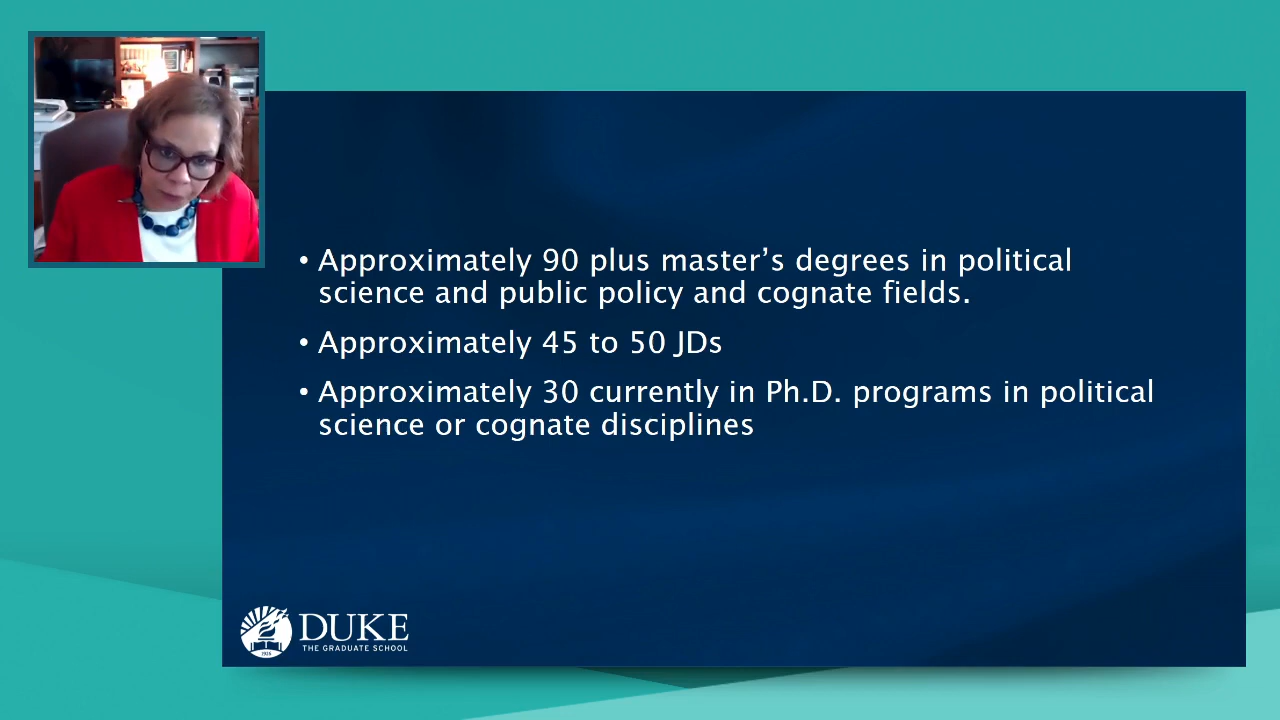 • Approximately 90 plus master’s degrees in political
science and public policy and cognate fields.
• Approximately 45 to 50 JDs
• Approximately 30 currently in Ph.D. programs in political
science or cognate disciplines
DUKE
THE GRADUATE SCHOOL
1926